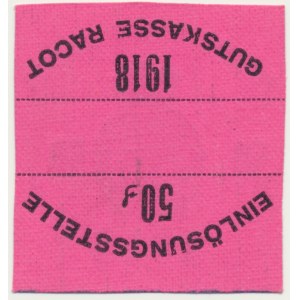 EINLÖSUNGSSTELLE
50 ₰
1918
GUTSKASSE RACOT